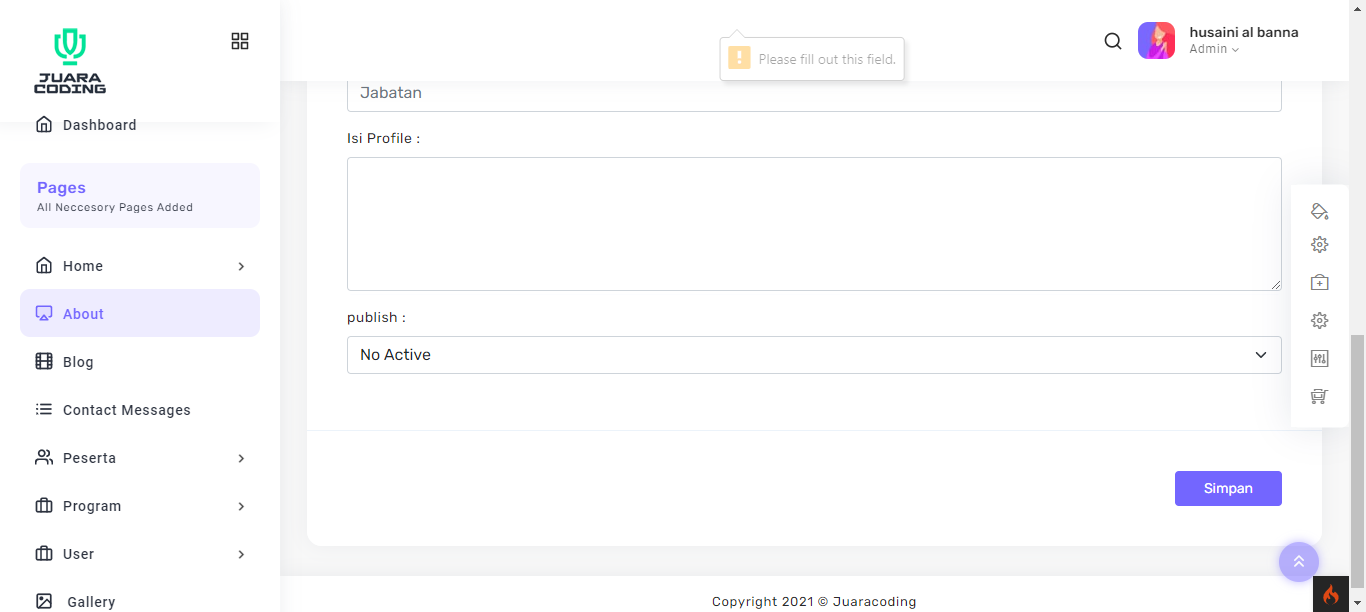 JUARA
CODING
Dashboard
Pages
All Neccesory Pages Added
Home
About
Blog
Contact Messages
Peserta
Program
User
Gallery
Please fill out this field.
husaini al banna
Admin
Jabatan
Isi Profile :
publish :
No Active
Simpan
Copyright 2021 © Juaracoding